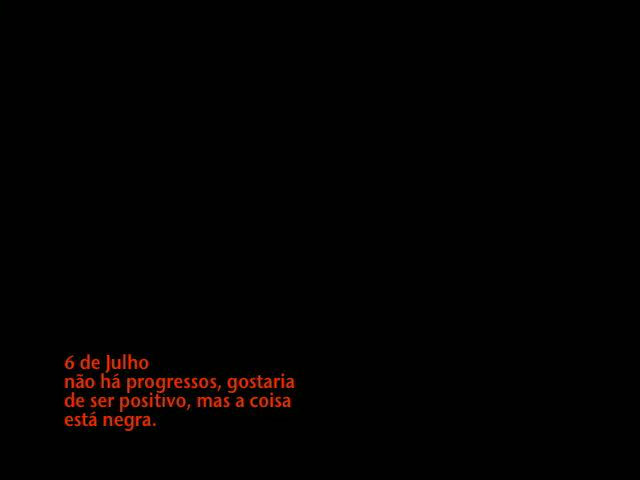 6 de Julho
não há progressos, gostaria
de ser positivo, mas a coisa
está negra.